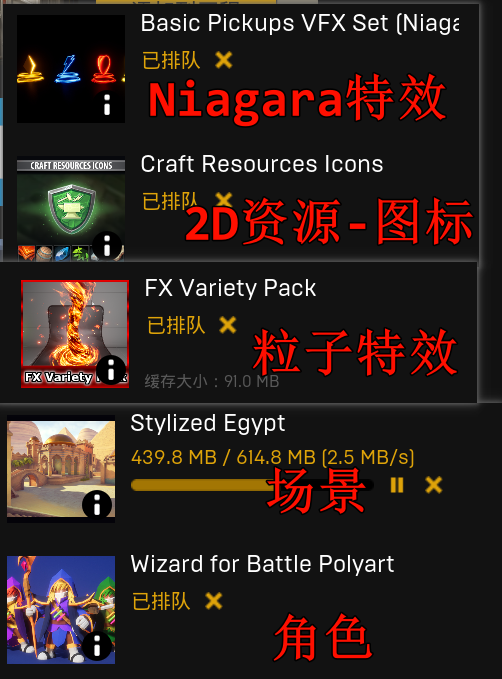 Basic Pickups VFX Set (Niaga
已排队
Niagara特效
CRAFT RESOURCES ICONS
Craft Resources Icons
已排队
2D资源-图标
FX Variety Pack
已排队
粒子特效
FX Variety
缓存大小：91.0 MB
Stylized Egypt
439.8 MB / 614.8 MB (2.5 MB/s)
场景
Wizard for Battle Polyart
已排队
角色